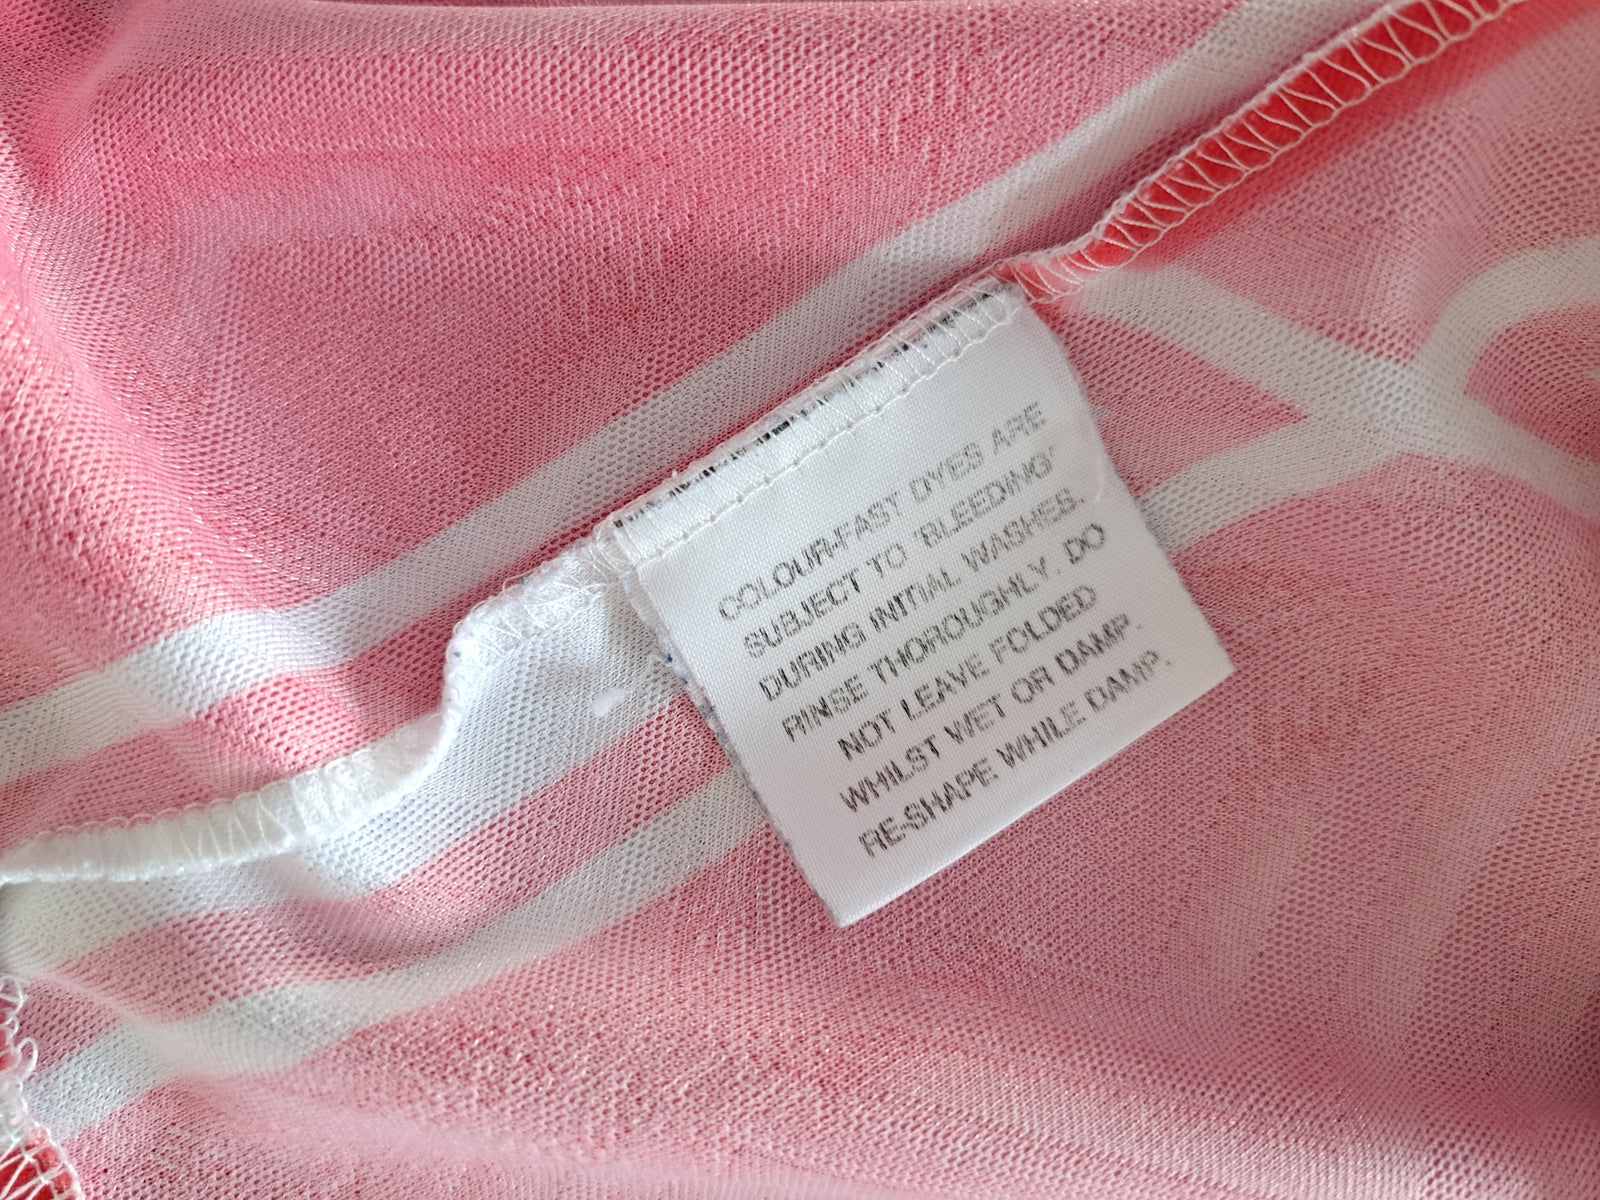 COLOUR-FAST DYES ARE
SUBJECT TO 'BLEEDING'
DURING INITIAL WASHES.
RINSE THOROUGHLY. DO
NOT LEAVE FOLDED
WHILST WET OR DAMP.
RE-SHAPE WHILE DAMP.